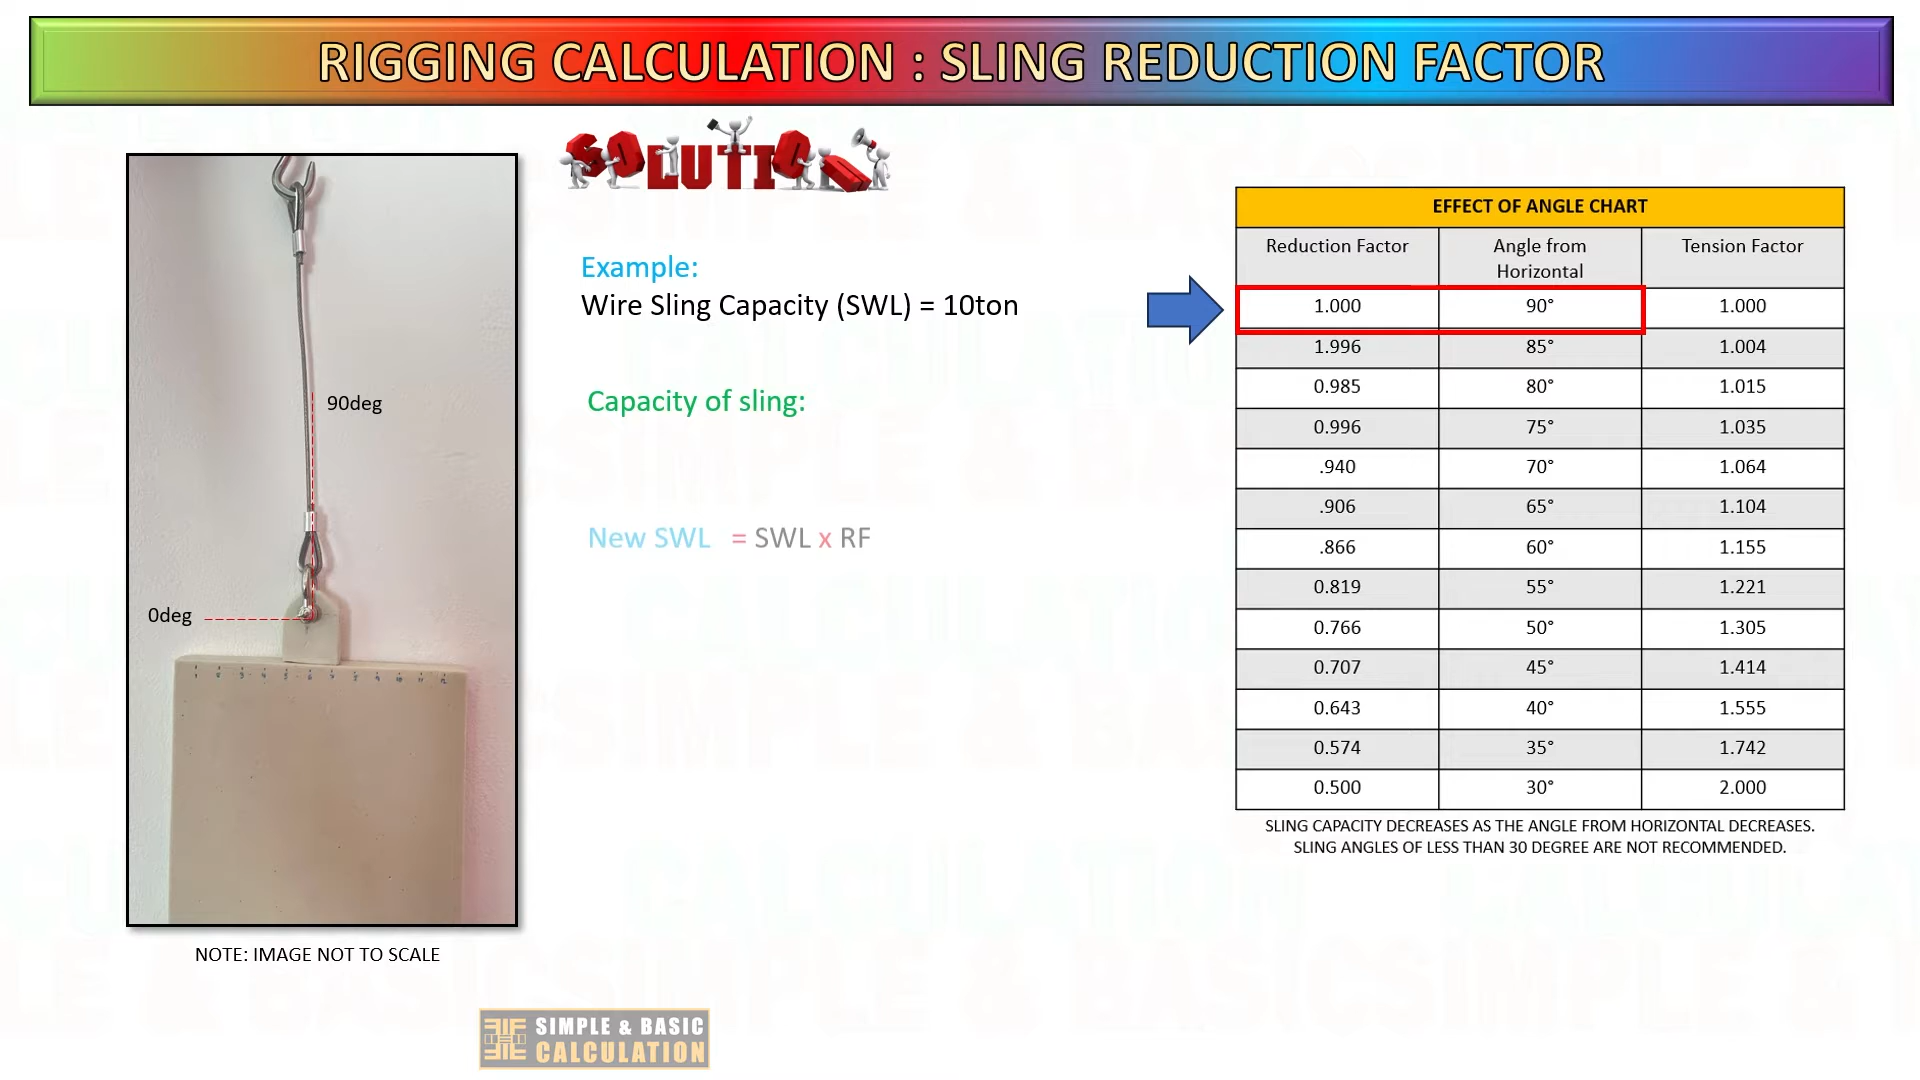 RIGGING CALCULATION : SLING REDUCTION FACTOR
SOLUTION
Example:
Wire Sling Capacity (SWL) = 10ton
Capacity of sling:
New SWL = SWL x RF
90deg
0deg
NOTE: IMAGE NOT TO SCALE
EFFECT OF ANGLE CHART
Reduction Factor Angle from Horizontal Tension Factor
1.000 90° 1.000
1.996 85° 1.004
0.985 80° 1.015
0.996 75° 1.035
.940 70° 1.064
.906 65° 1.104
.866 60° 1.155
0.819 55° 1.221
0.766 50° 1.305
0.707 45° 1.414
0.643 40° 1.555
0.574 35° 1.742
0.500 30° 2.000
SLING CAPACITY DECREASES AS THE ANGLE FROM HORIZONTAL DECREASES.
SLING ANGLES OF LESS THAN 30 DEGREE ARE NOT RECOMMENDED.
SIMPLE & BASIC
CALCULATION